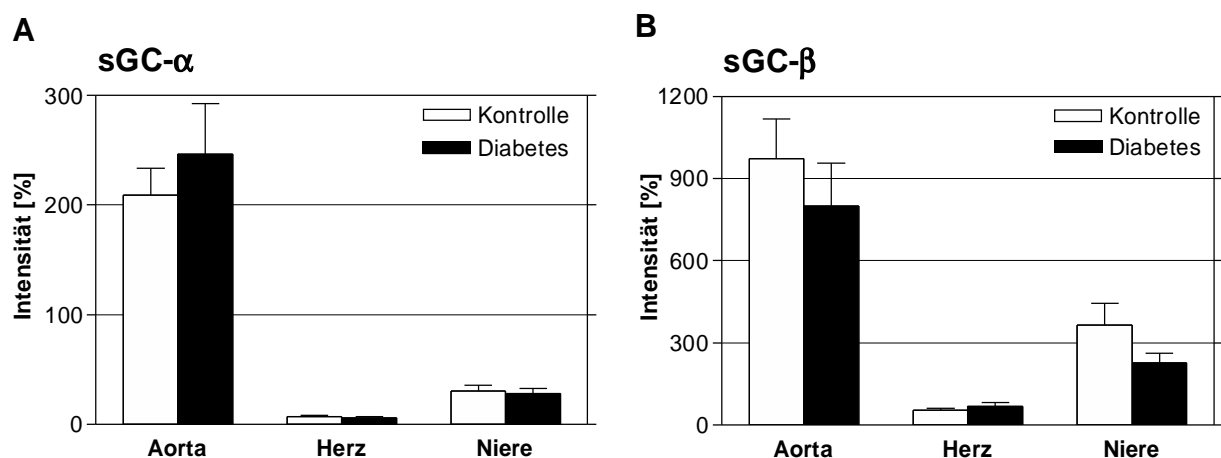 A
sGC-α
300
200
100
0
Intensität [%]
Kontrolle
Diabetes
Aorta Herz Niere
B
sGC-β
1200
900
600
300
0
Intensität [%]
Kontrolle
Diabetes
Aorta Herz Niere